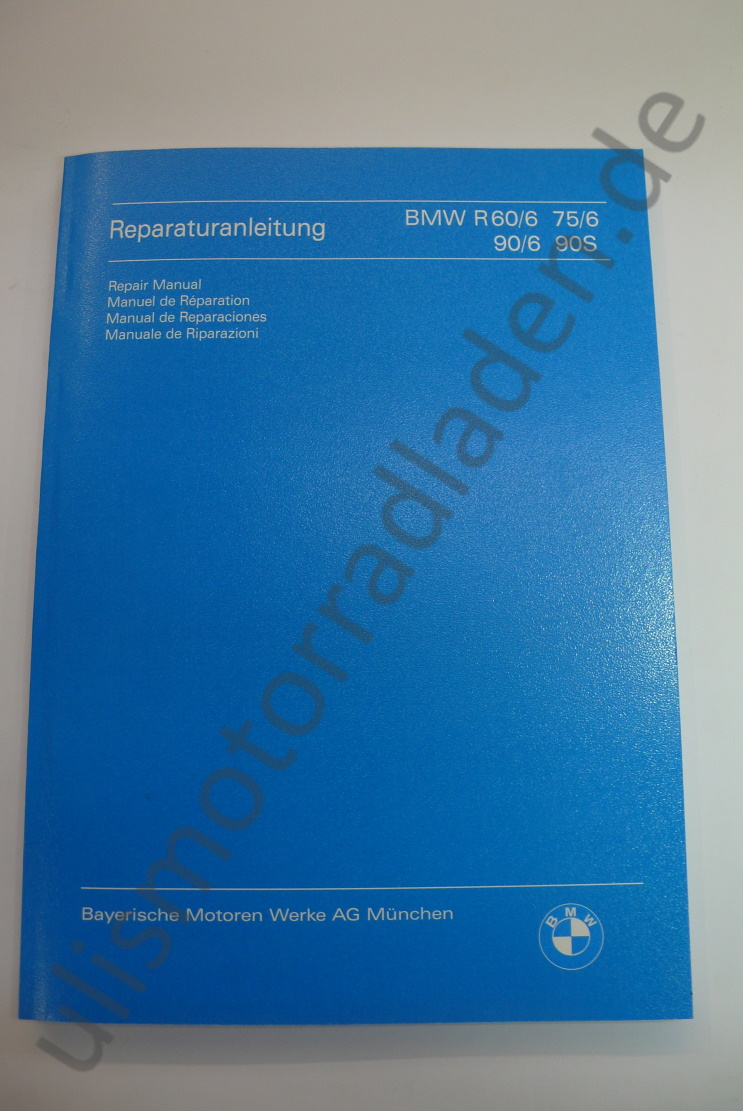 Reparaturanleitung
BMW R60/6 75/6
90/6 90S
Repair Manual
Manuel de Réparation
Manual de Reparaciones
Manuale de Riparazioni
Bayerische Motoren Werke AG München
BMW
ulismotorradladen.de